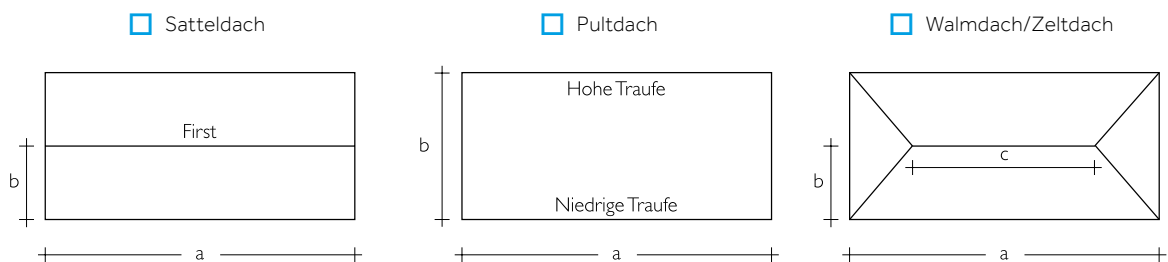 Satteldach
First
b
a
Pultdach
Hohe Traufe
b
Niedrige Traufe
a
Walmdach/Zeltdach
c
b
a